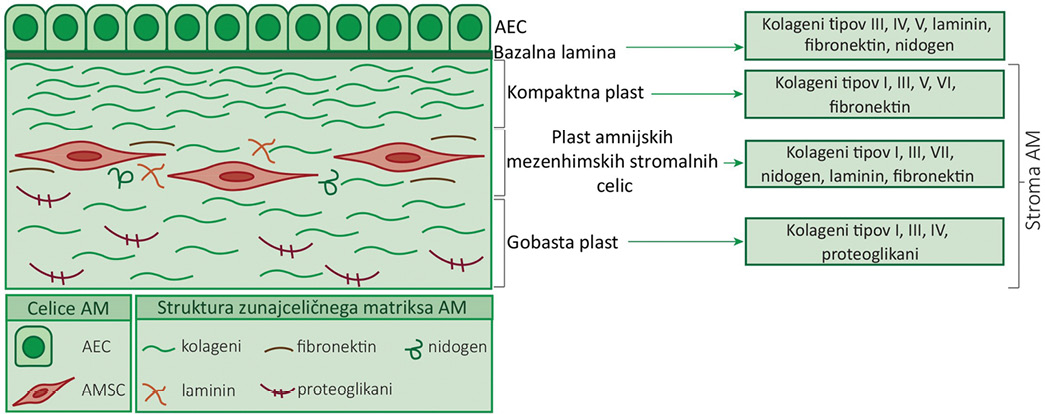 AEC
Bazalna lamina
Kolageni tipov III, IV, V, laminin,
fibronektin, nidogen
Kompaktna plast
Kolageni tipov I, III, V, VI,
fibronektin
Plast amnijskih
mezenhimskih stromalnih
celic
Kolageni tipov I, III, VII,
nidogen, laminin, fibronektin
Gobasta plast
Kolageni tipov I, III, IV,
proteoglikani
Stroma AM
Celice AM
AEC
AMSC
Struktura zunajceličnega matriksa AM
kolageni
fibronektin
nidogen
laminin
proteoglikani